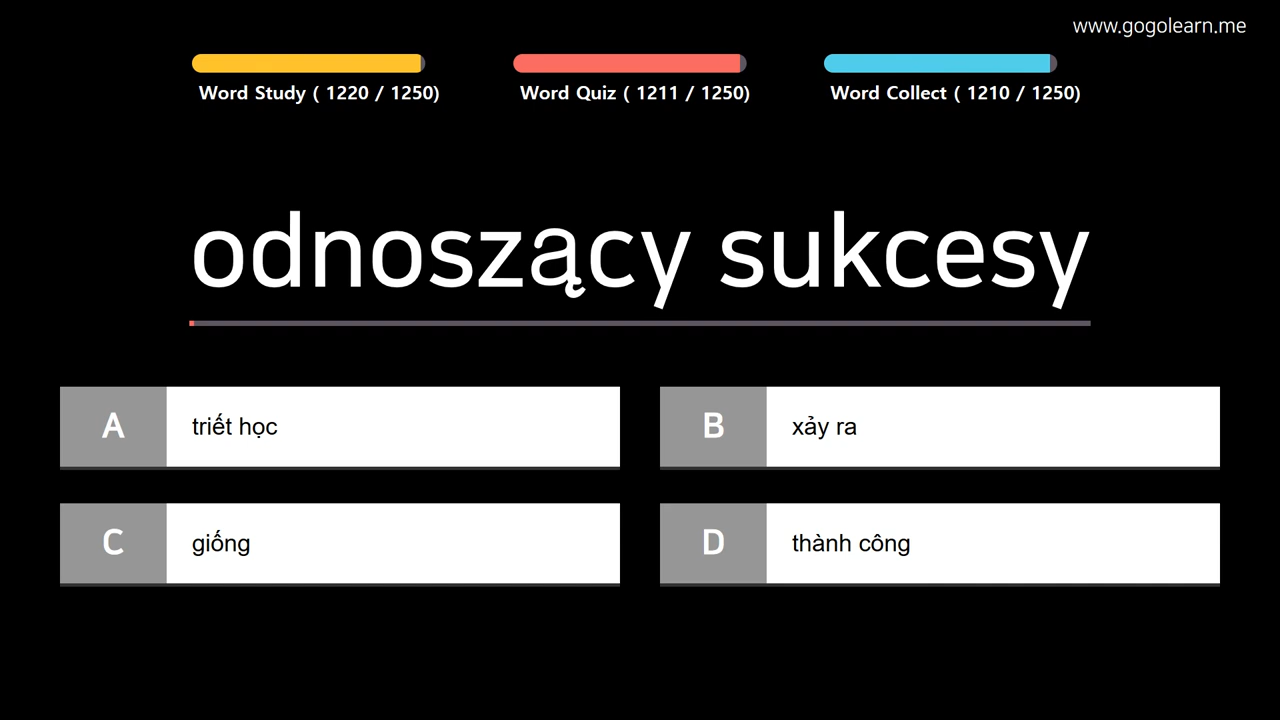 www.gogolearn.me
Word Study ( 1220 / 1250)
Word Quiz ( 1211 / 1250)
Word Collect ( 1210 / 1250)
odnoszący sukcesy
A triết học
B xảy ra
C giống
D thành công